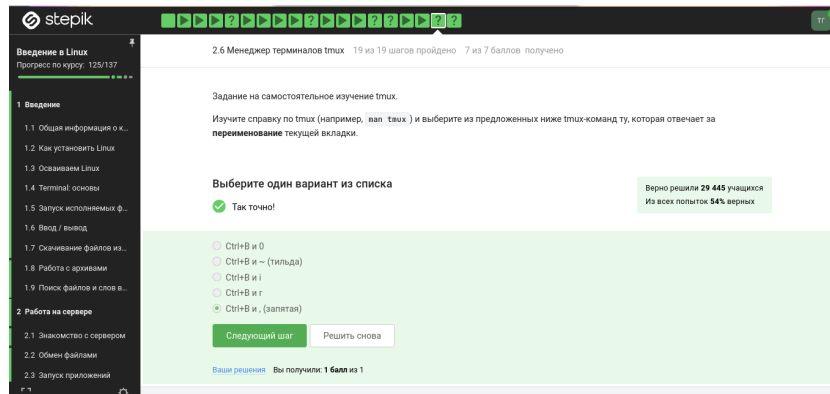 stepik
ТГ
Введение в Linux
Прогресс по курсу: 125/137
1 Введение
1.1 Общая информация о к...
1.2 Как установить Linux
1.3 Осваиваем Linux
1.4 Terminal: основы
1.5 Запуск исполняемых ф...
1.6 Ввод / вывод
1.7 Скачивание файлов из...
1.8 Работа с архивами
1.9 Поиск файлов и слов в...
2 Работа на сервере
2.1 Знакомство с сервером
2.2 Обмен файлами
2.3 Запуск приложений
2.6 Менеджер терминалов tmux 19 из 19 шагов пройдено 7 из 7 баллов получено
Задание на самостоятельное изучение tmux.
Изучите справку по tmux (например, man tmux ) и выберите из предложенных ниже tmux-команд ту, которая отвечает за
переименование текущей вкладки.
Выберите один вариант из списка
Так точно!
Верно решили 29 445 учащихся
Из всех попыток 54% верных
Ctrl+B и 0
Ctrl+B и ~ (тильда)
Ctrl+B и i
Ctrl+B и r
Ctrl+B и , (запятая)
Следующий шаг Решить снова
Ваши решения Вы получили: 1 балл из 1